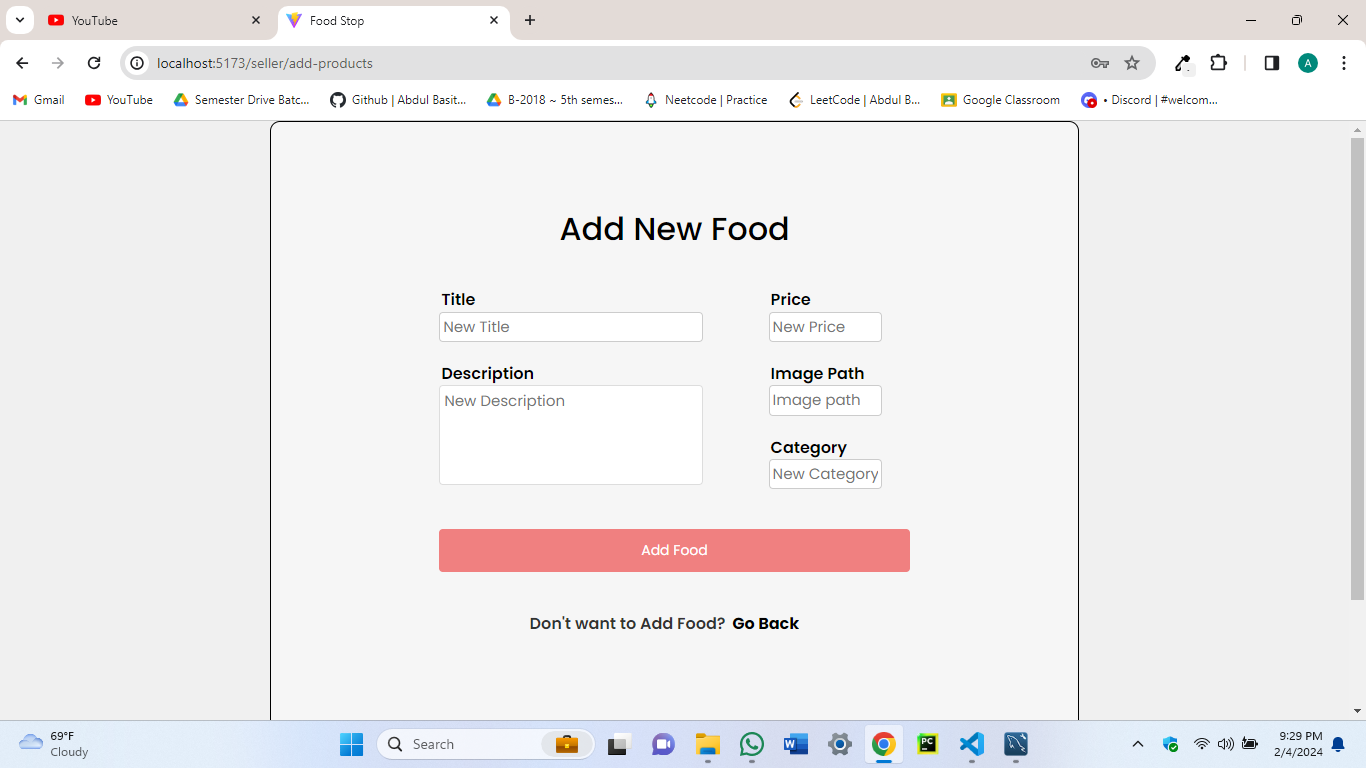 YouTube
Food Stop
localhost:5173/seller/add-products
A
Gmail
YouTube
Semester Drive Batc...
Github | Abdul Basit...
B-2018 ~ 5th semes...
Neetcode | Practice
LeetCode | Abdul B...
Google Classroom
• Discord | #welcom...
Add New Food
Title
New Title
Price
New Price
Description
New Description
Image Path
Image path
Category
New Category
Add Food
Don't want to Add Food? Go Back
69°F
Cloudy
Search
PC
9:29 PM
2/4/2024